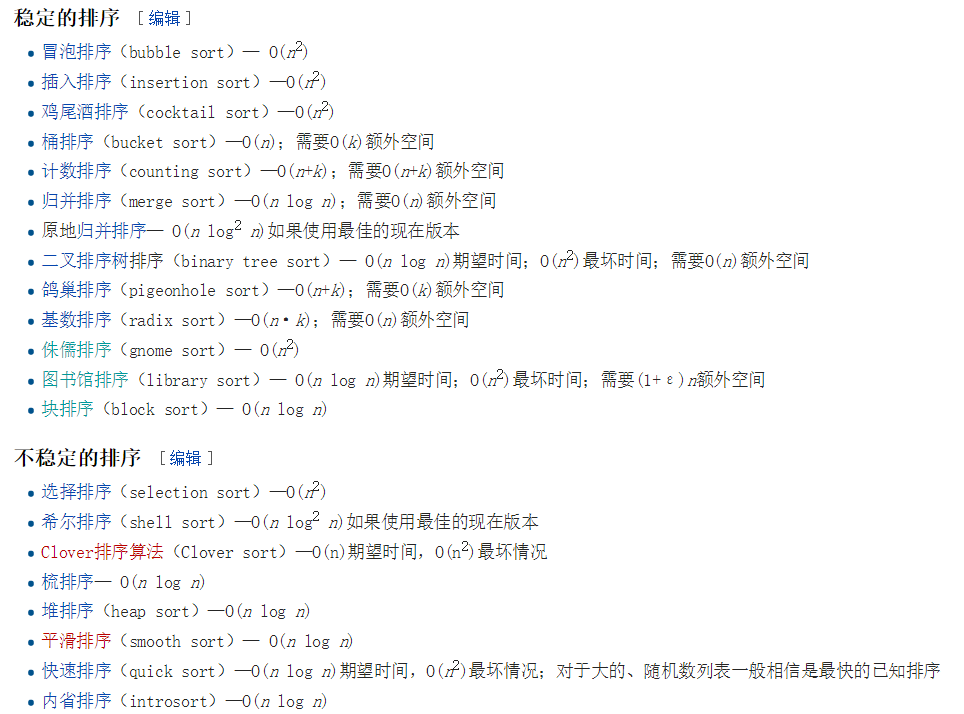 稳定的排序 [编辑]
冒泡排序（bubble sort）— O(n²)
插入排序（insertion sort）—O(n²)
鸡尾酒排序（cocktail sort）—O(n²)
桶排序（bucket sort）—O(n)；需要O(k)额外空间
计数排序（counting sort）—O(n+k)；需要O(n+k)额外空间
归并排序（merge sort）—O(n log n)；需要O(n)额外空间
原地归并排序— O(n log² n)如果使用最佳的现在版本
二叉排序树排序（binary tree sort）— O(n log n)期望时间；O(n²)最坏时间；需要O(n)额外空间
鸽巢排序（pigeonhole sort）—O(n+k)；需要O(k)额外空间
基数排序（radix sort）—O(n·k)；需要O(n)额外空间
侏儒排序（gnome sort）— O(n²)
图书馆排序（library sort）— O(n log n)期望时间；O(n²)最坏时间；需要(1+ε)n额外空间
块排序（block sort）— O(n log n)
不稳定的排序 [编辑]
选择排序（selection sort）—O(n²)
希尔排序（shell sort）—O(n log² n)如果使用最佳的现在版本
Clover排序算法（Clover sort）—O(n)期望时间，O(n²)最坏情况
梳排序— O(n log n)
堆排序（heap sort）—O(n log n)
平滑排序（smooth sort）— O(n log n)
快速排序（quick sort）—O(n log n)期望时间，O(n²)最坏情况；对于大的、随机数列表一般相信是最快的已知排序
内省排序（introsort）—O(n log n)